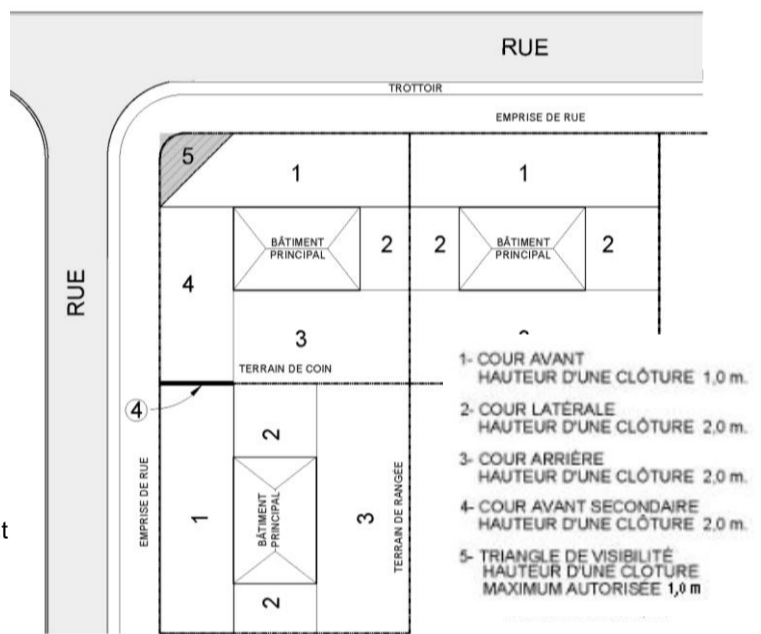 RUE
TROTTOIR
EMPRISE DE RUE
5
1
1
BÂTIMENT
PRINCIPAL
2
2
BÂTIMENT
PRINCIPAL
2
4
RUE
3
TERRAIN DE COIN
4
1- COUR AVANT
HAUTEUR D'UNE CLÔTURE 1,0 m.
2- COUR LATÉRALE
HAUTEUR D'UNE CLÔTURE 2,0 m.
3- COUR ARRIÈRE
HAUTEUR D'UNE CLÔTURE 2,0 m.
4- COUR AVANT SECONDAIRE
HAUTEUR D'UNE CLÔTURE 2,0 m.
5- TRIANGLE DE VISIBILITÉ
HAUTEUR D'UNE CLOTURE
MAXIMUM AUTORISÉE 1,0 m
2
EMPRISE DE RUE
1
BÂTIMENT
PRINCIPAL
3
TERRAIN DE RANGÉE
2
t